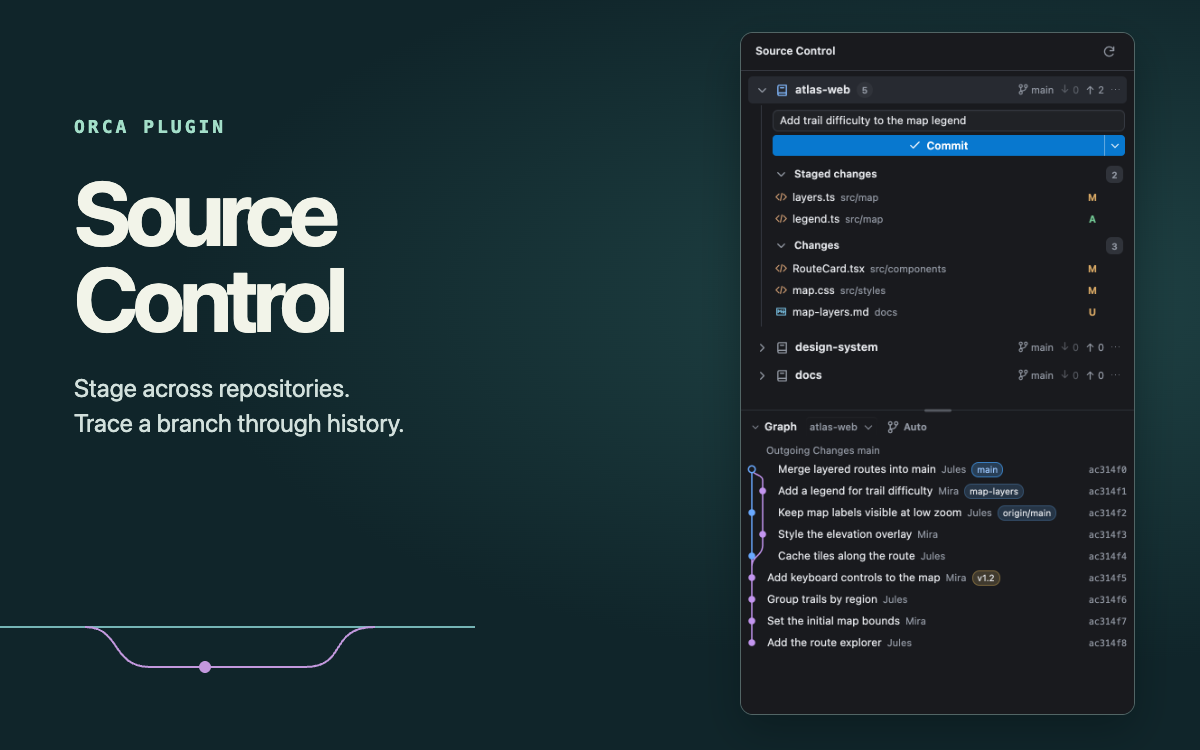 ORCA PLUGIN
Source
Control
Stage across repositories.
Trace a branch through history.
Source Control
atlas-web 5 main ↓ 0 ↑ 2 ···
Add trail difficulty to the map legend
Commit
Staged changes 2
layers.ts src/map M
legend.ts src/map A
Changes 3
RouteCard.tsx src/components M
map.css src/styles M
map-layers.md docs U
design-system main ↓ 0 ↑ 0 ···
docs main ↓ 0 ↑ 0 ···
Graph atlas-web Auto
Outgoing Changes main
Merge layered routes into main Jules main ac314f0
Add a legend for trail difficulty Mira map-layers ac314f1
Keep map labels visible at low zoom Jules origin/main ac314f2
Style the elevation overlay Mira ac314f3
Cache tiles along the route Jules ac314f4
Add keyboard controls to the map Mira v1.2 ac314f5
Group trails by region Jules ac314f6
Set the initial map bounds Mira ac314f7
Add the route explorer Jules ac314f8